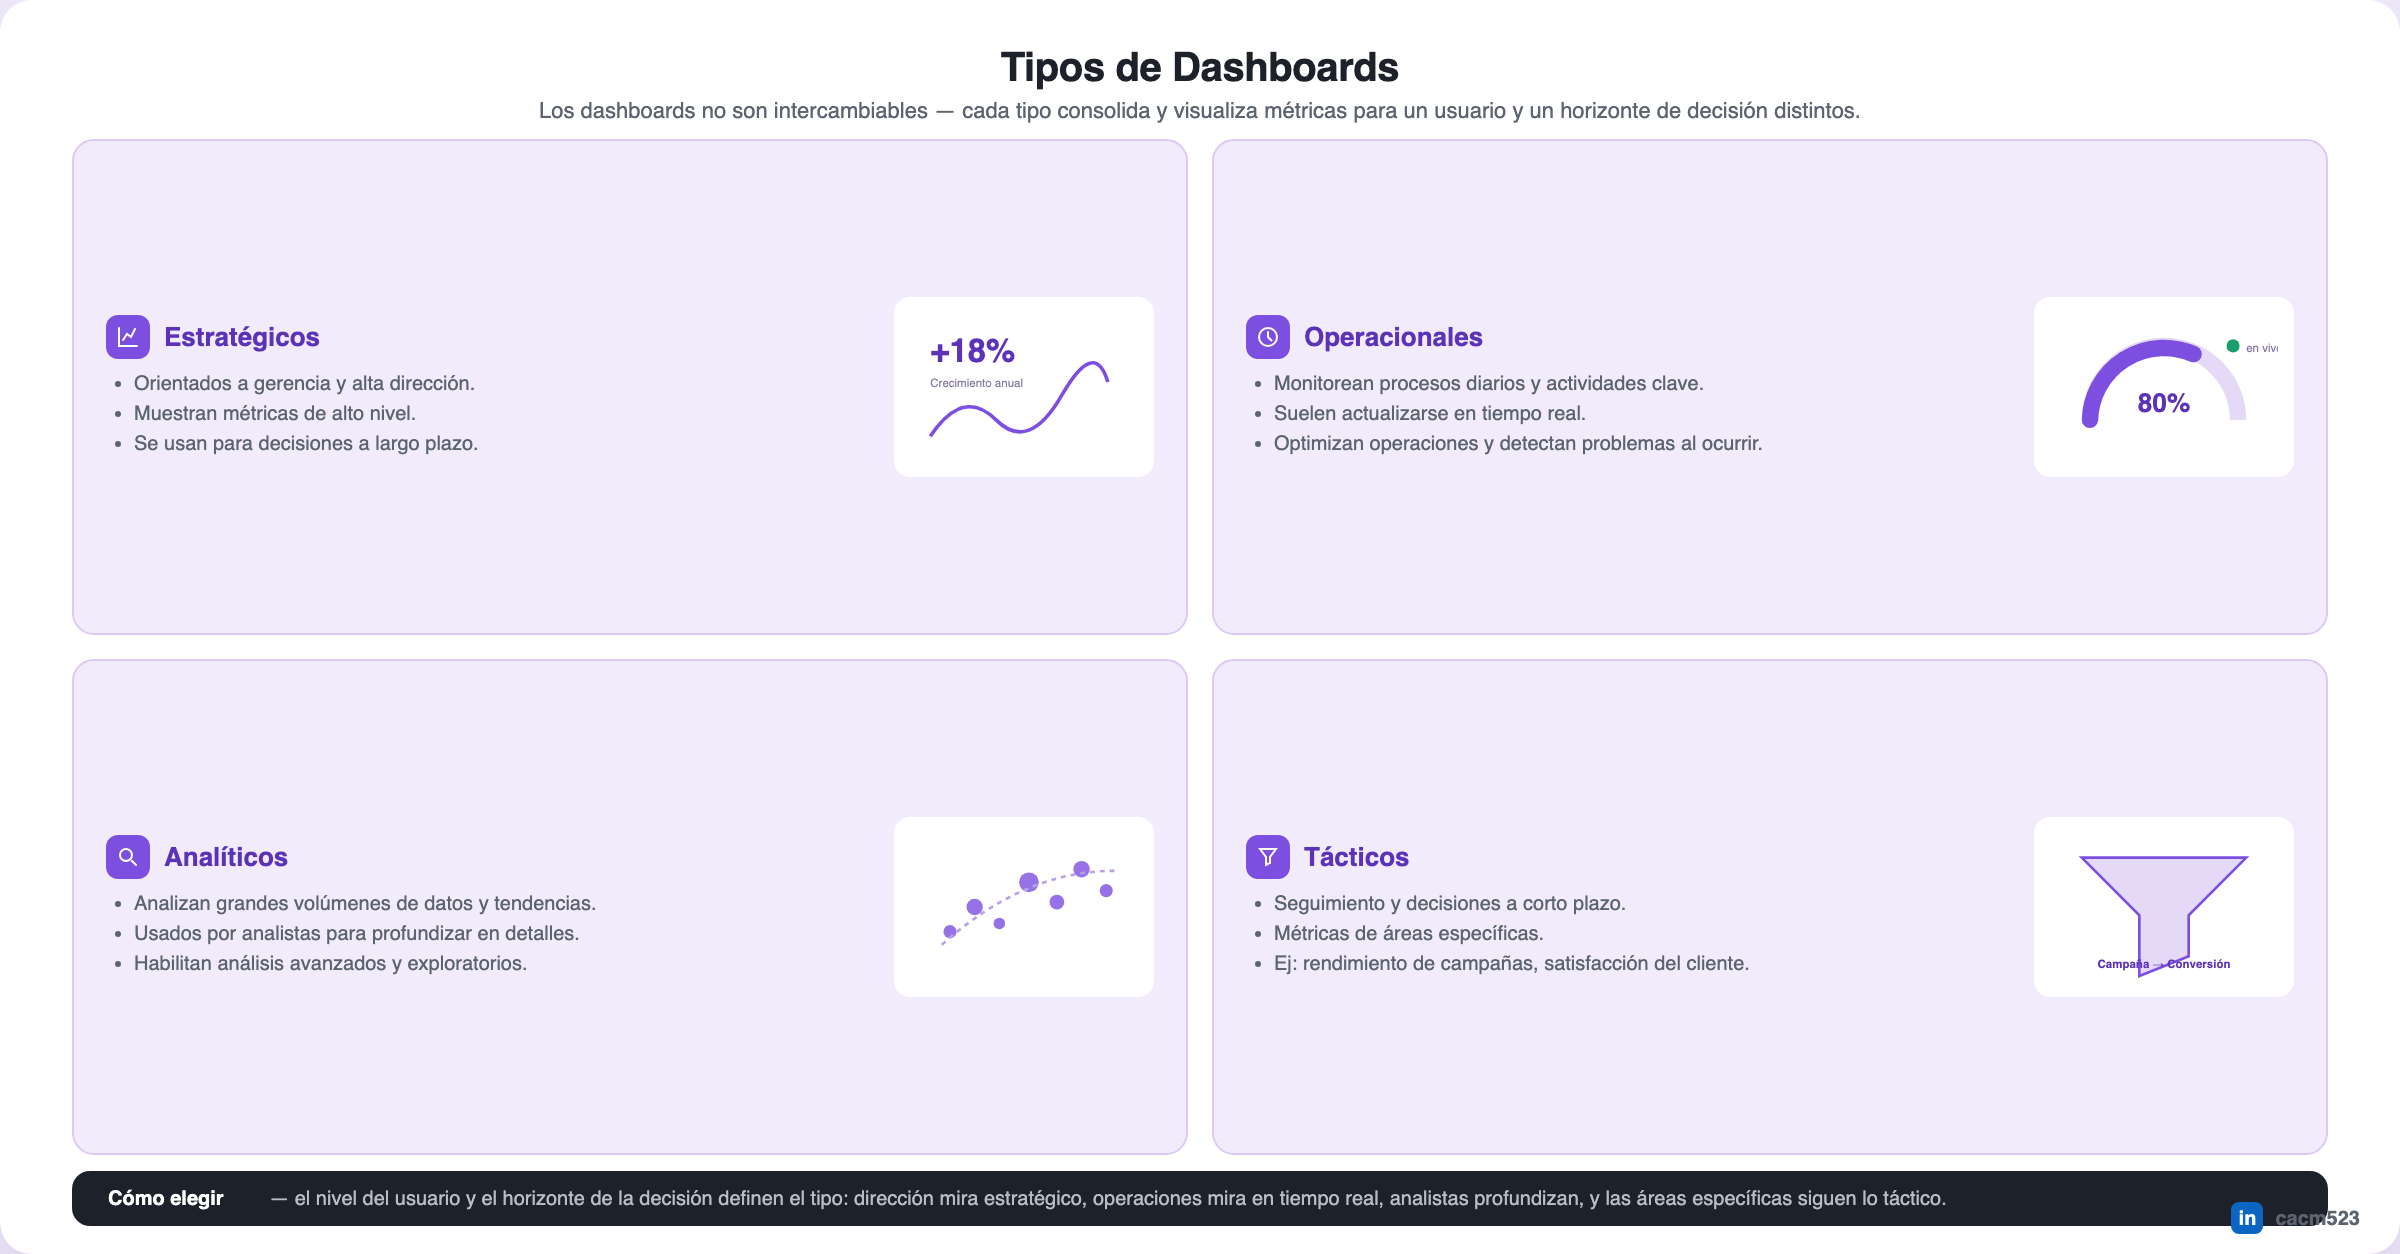 Tipos de Dashboards
Los dashboards no son intercambiables — cada tipo consolida y visualiza métricas para un usuario y un horizonte de decisión distintos.
Estratégicos
• Orientados a gerencia y alta dirección.
• Muestran métricas de alto nivel.
• Se usan para decisiones a largo plazo.
+18%
Crecimiento anual
Operacionales
• Monitorean procesos diarios y actividades clave.
• Suelen actualizarse en tiempo real.
• Optimizan operaciones y detectan problemas al ocurrir.
en vivo
80%
Analíticos
• Analizan grandes volúmenes de datos y tendencias.
• Usados por analistas para profundizar en detalles.
• Habilitan análisis avanzados y exploratorios.
Tácticos
• Seguimiento y decisiones a corto plazo.
• Métricas de áreas específicas.
• Ej: rendimiento de campañas, satisfacción del cliente.
Campaña → Conversión
Cómo elegir — el nivel del usuario y el horizonte de la decisión definen el tipo: dirección mira estratégico, operaciones mira en tiempo real, analistas profundizan, y las áreas específicas siguen lo táctico.
in cacm523